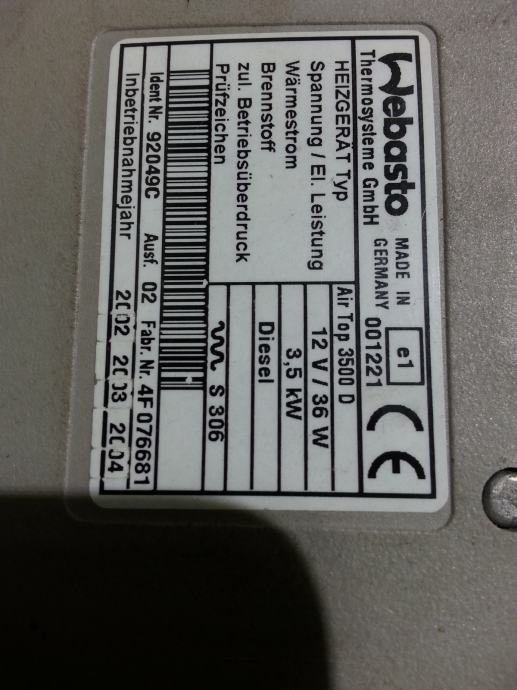 Webasto MADE IN GERMANY e1 CE
Thermosysteme GmbH 001221
HEIZGERÄT Typ Air Top 3500 D
Spannung / El. Leistung 12 V / 36 W
Wärmestrom 3,5 kW
Brennstoff Diesel
zul. Betriebsüberdruck
Prüfzeichen S 306
Ident Nr. 92049C Ausf. 02 Fabr. Nr. 4F 076681
Inbetriebnahmejahr 2002 2003 2004